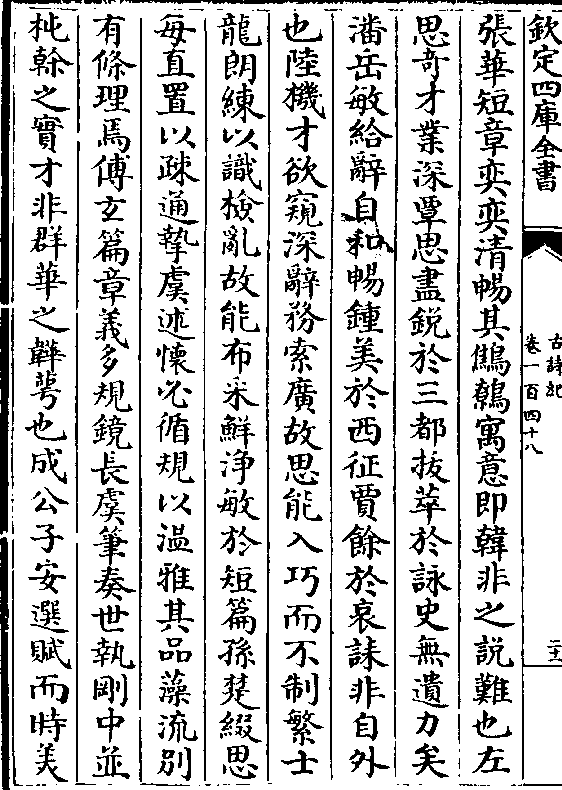 欽定四庫全書
古詩紀
卷一百四十八
二十一
張華短章奕奕清暢其鷦鷯寓意即韓非之說難也左
思竒才業深覃思盡銳於三都拔萃於詠史無遺力矣
潘岳敏給辭自和暢鍾美於西征賈餘於哀誄非自外
也陸機才欲窺深辭務索廣故思能入巧而不制繁士
龍朗練以識檢亂故能布采鮮浄敏於短篇孫楚綴思
每直置以疎通摯虞述懷必循規以溫雅其品藻流別
有條理焉傅玄篇章義多規鏡長虞筆奏世執剛中並
杶幹之實才非群華之韡萼也成公子安選賦而時美